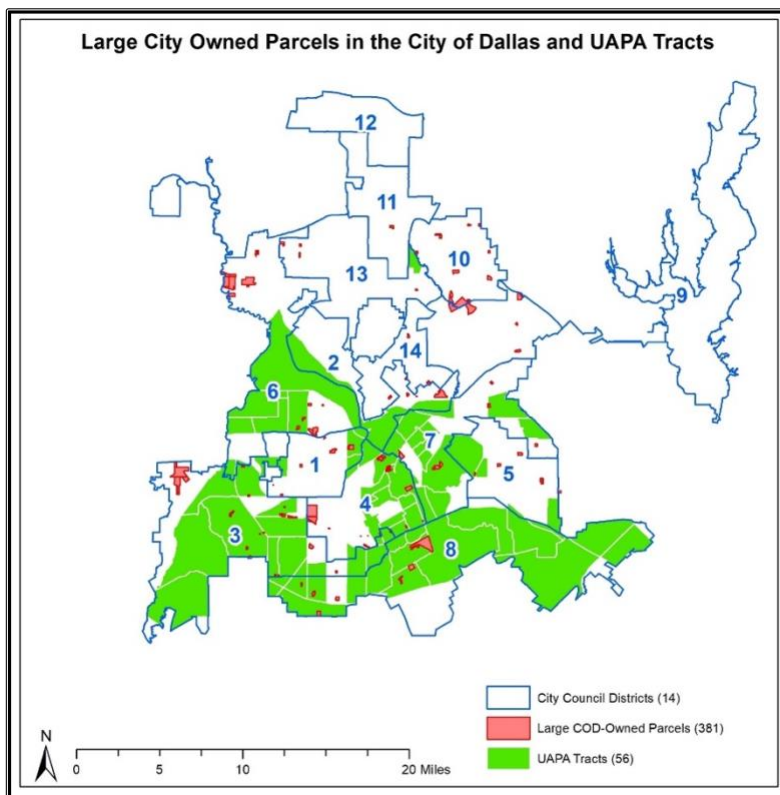 Large City Owned Parcels in the City of Dallas and UAPA Tracts
12
11
10
13
9
14
2
6
7
1
5
4
3
8
City Council Districts (14)
Large COD-Owned Parcels (381)
UAPA Tracts (56)
N
0 5 10 20 Miles